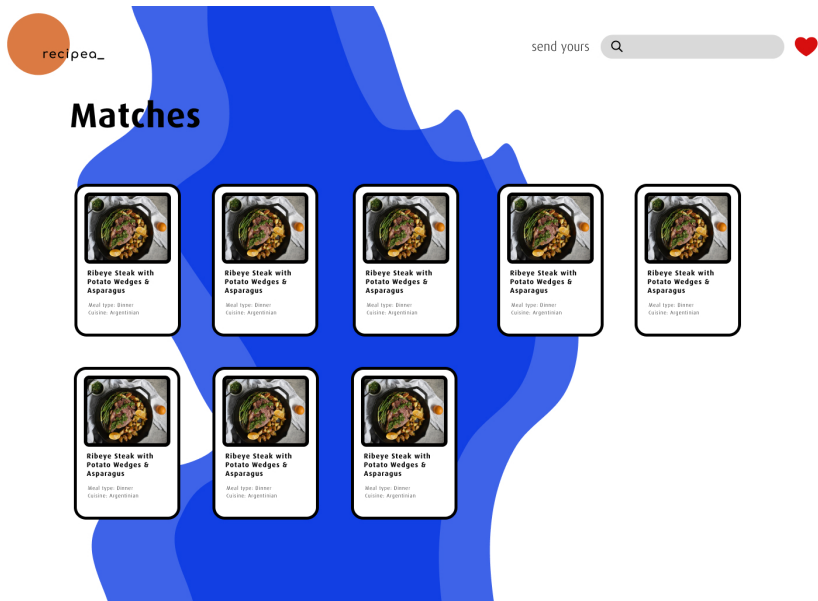 recipea_
send yours
Matches
Ribeye Steak with
Potato Wedges &
Asparagus
Meal type: Dinner
Cuisine: Argentinian
Ribeye Steak with
Potato Wedges &
Asparagus
Meal type: Dinner
Cuisine: Argentinian
Ribeye Steak with
Potato Wedges &
Asparagus
Meal type: Dinner
Cuisine: Argentinian
Ribeye Steak with
Potato Wedges &
Asparagus
Meal type: Dinner
Cuisine: Argentinian
Ribeye Steak with
Potato Wedges &
Asparagus
Meal type: Dinner
Cuisine: Argentinian
Ribeye Steak with
Potato Wedges &
Asparagus
Meal type: Dinner
Cuisine: Argentinian
Ribeye Steak with
Potato Wedges &
Asparagus
Meal type: Dinner
Cuisine: Argentinian
Ribeye Steak with
Potato Wedges &
Asparagus
Meal type: Dinner
Cuisine: Argentinian